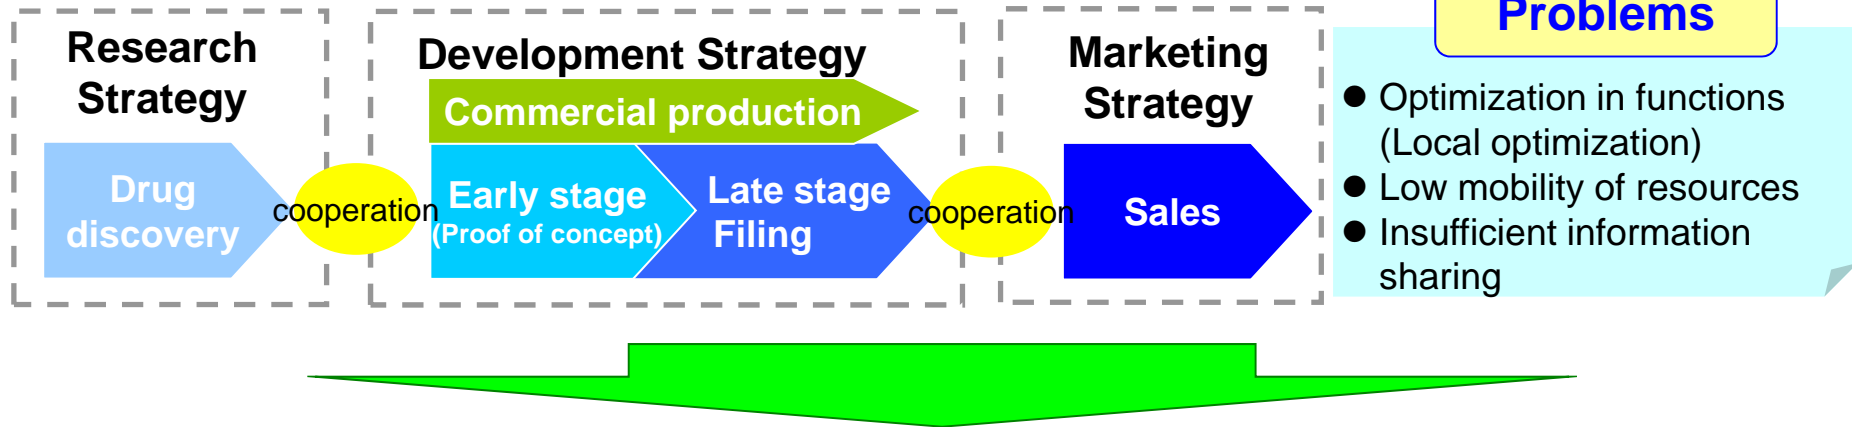 Research
Strategy
Drug
discovery
cooperation
Development Strategy
Commercial production
Early stage
(Proof of concept)
Late stage
Filing
cooperation
Marketing
Strategy
Sales
Problems
● Optimization in functions
(Local optimization)
● Low mobility of resources
● Insufficient information
sharing